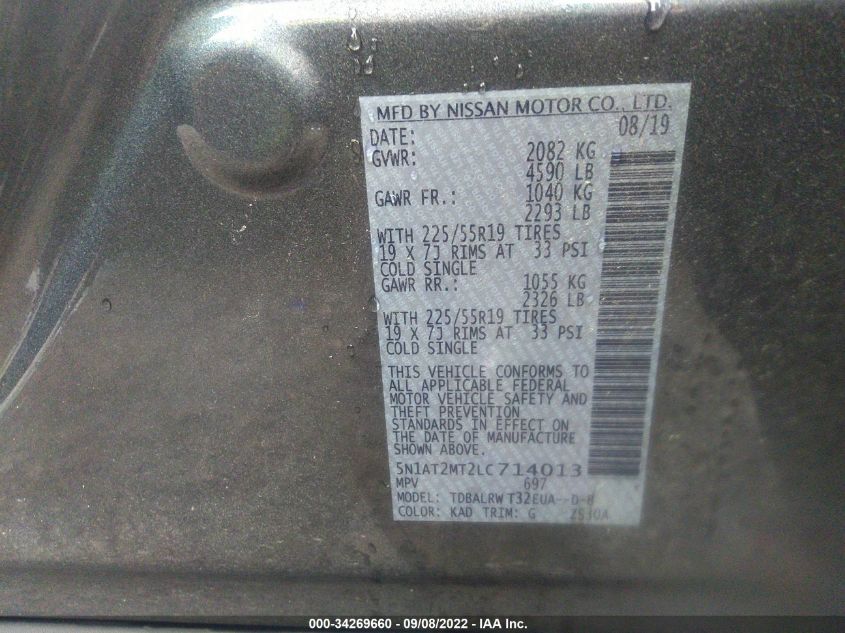 MFD BY NISSAN MOTOR CO., LTD.
DATE: 08/19
GVWR: 2082 KG
4590 LB
GAWR FR.: 1040 KG
2293 LB
WITH 225/55R19 TIRES
19 X 7J RIMS AT 33 PSI
COLD SINGLE
GAWR RR.: 1055 KG
2326 LB
WITH 225/55R19 TIRES
19 X 7J RIMS AT 33 PSI
COLD SINGLE
THIS VEHICLE CONFORMS TO
ALL APPLICABLE FEDERAL
MOTOR VEHICLE SAFETY AND
THEFT PREVENTION
STANDARDS IN EFFECT ON
THE DATE OF MANUFACTURE
SHOWN ABOVE.
5N1AT2MT2LC714013
MPV 697
MODEL: TDBALRW T32EUA--D-B
COLOR: KAD TRIM: G
000-34269660 - 09/08/2022 - IAA, Inc.